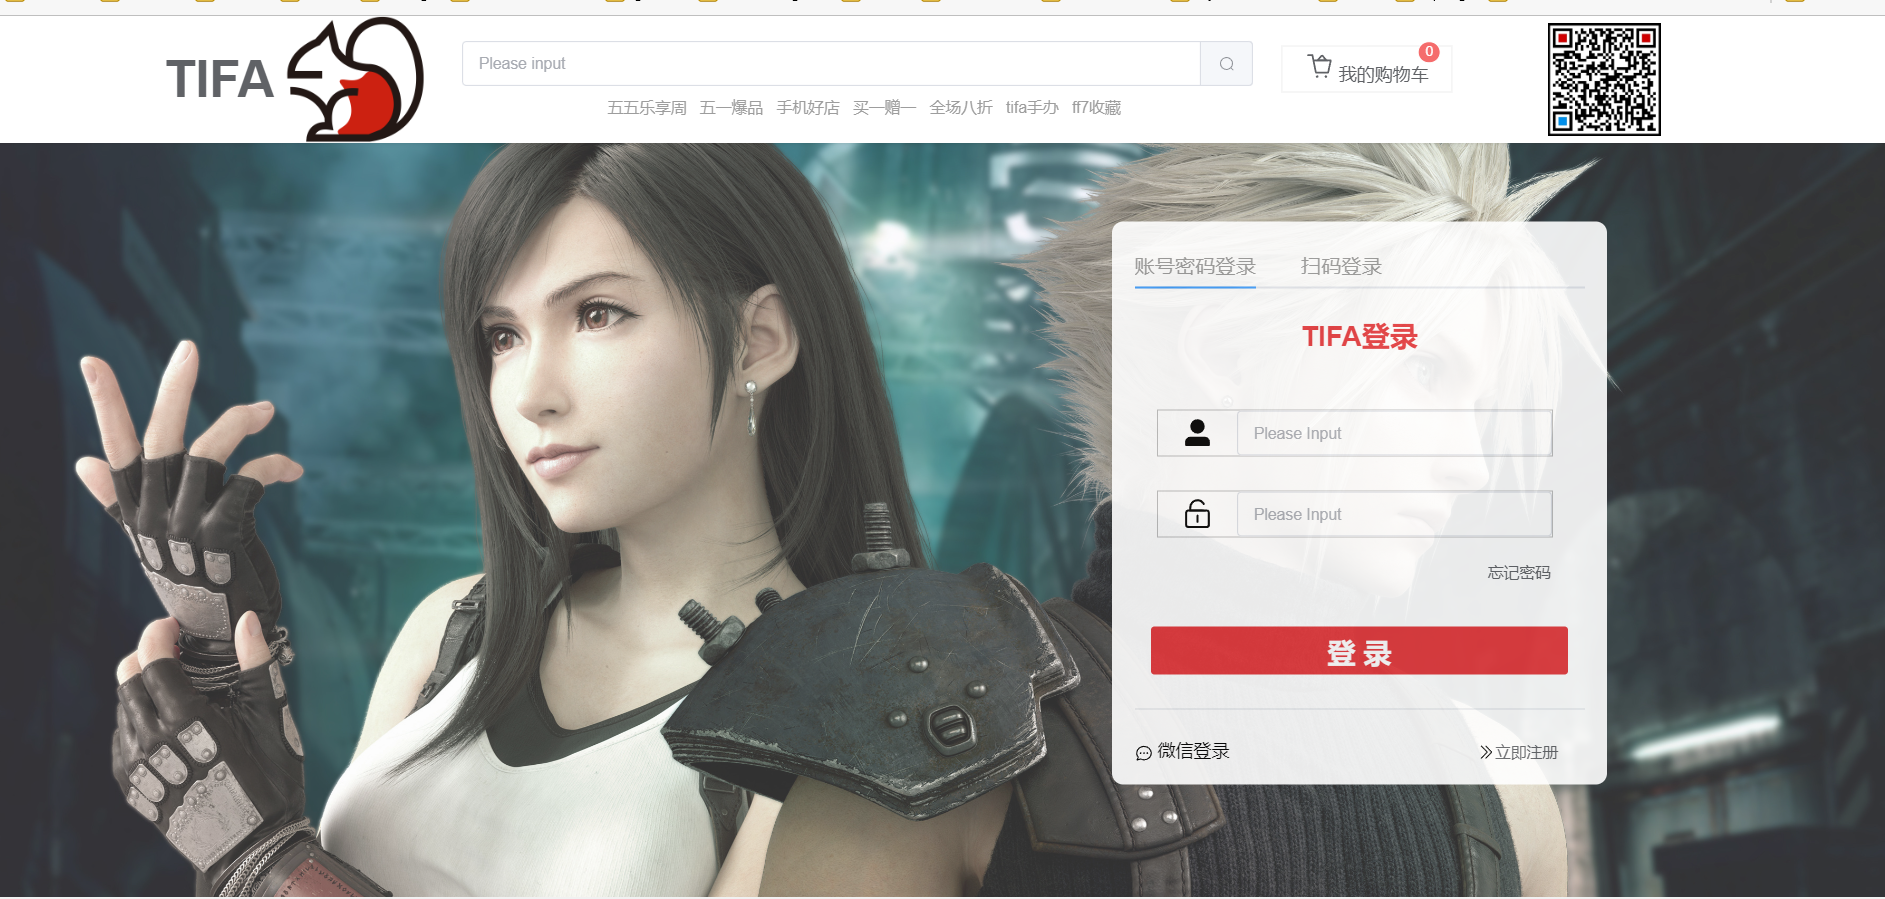 TIFA
Please input
0
我的购物车
五五乐享周 五一爆品 手机好店 买一赠一 全场八折 tifa手办 ff7收藏
账号密码登录 扫码登录
TIFA登录
Please Input
Please Input
忘记密码
登 录
微信登录
立即注册